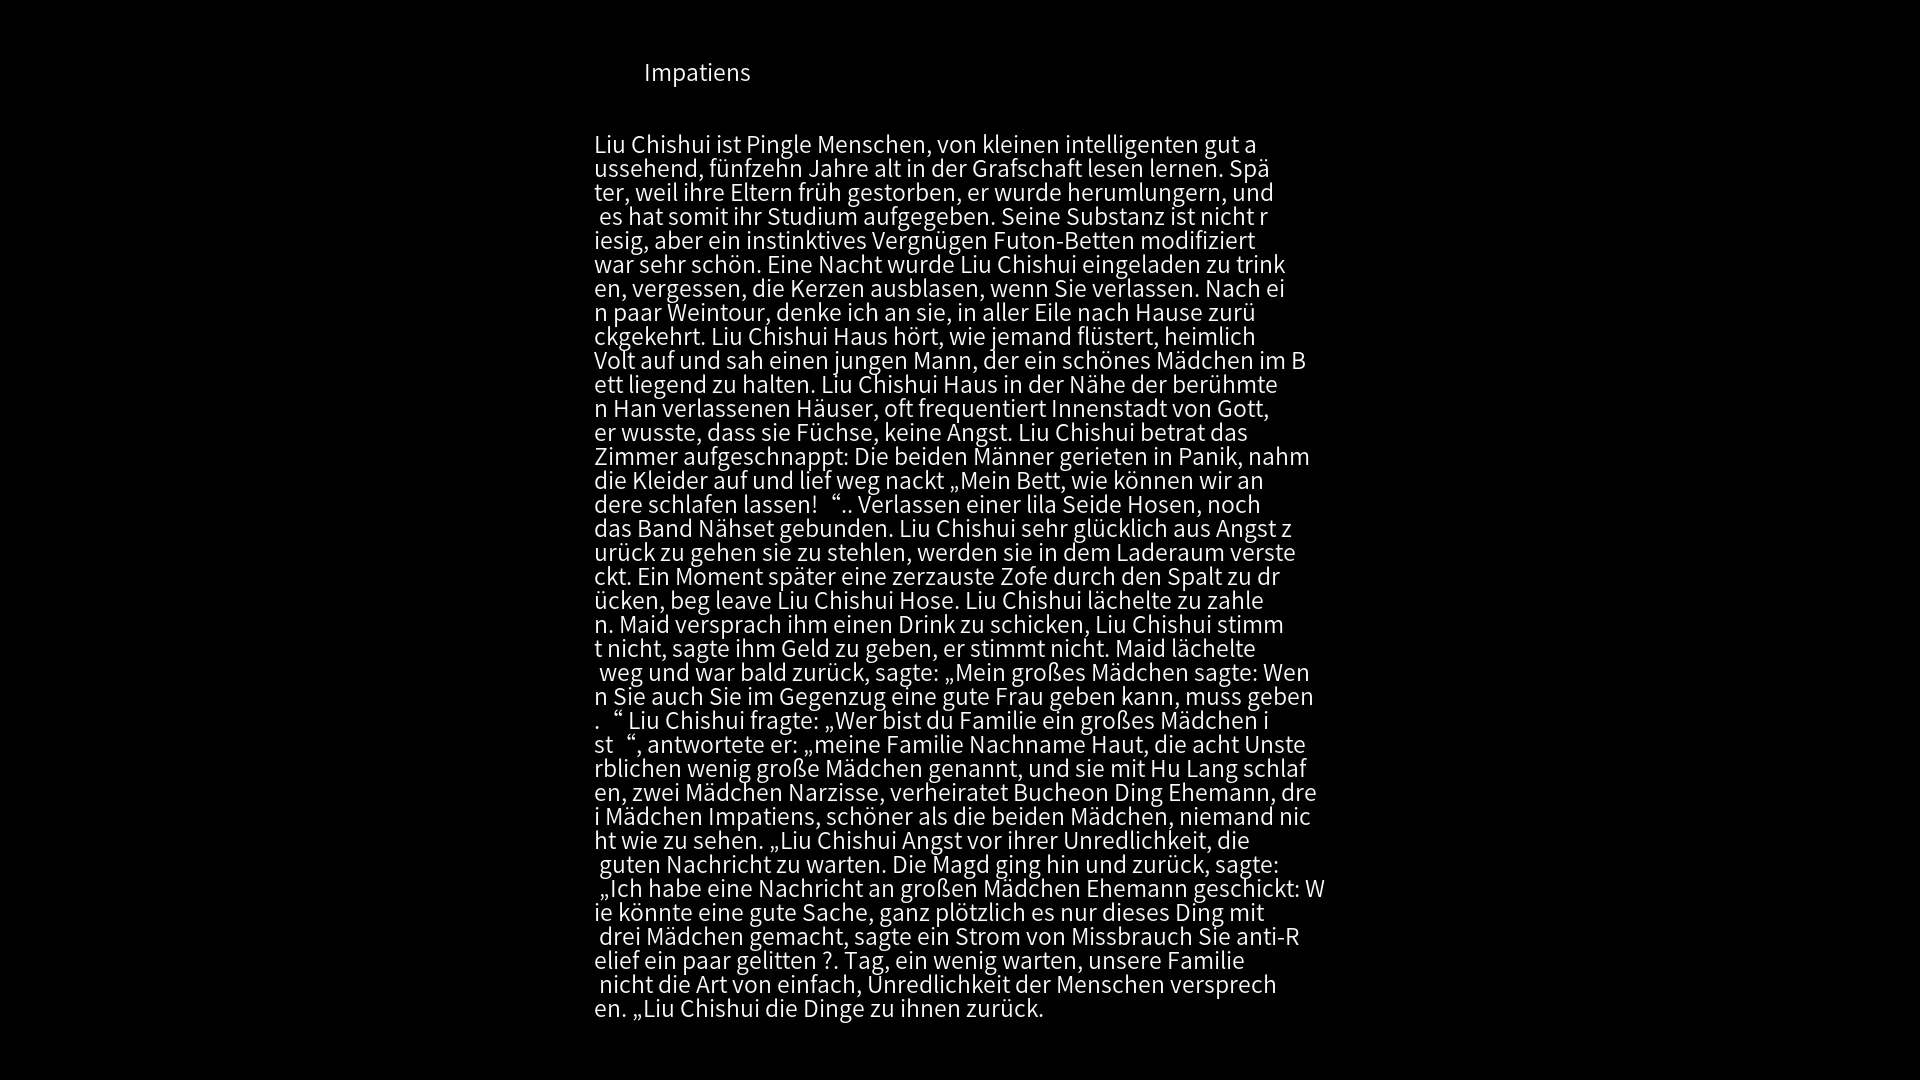 Impatiens
Liu Chishui ist Pingle Menschen, von kleinen intelligenten gut a
ussehend, fünfzehn Jahre alt in der Grafschaft lesen lernen. Spä
ter, weil ihre Eltern früh gestorben, er wurde herumlungern, und
es hat somit ihr Studium aufgegeben. Seine Substanz ist nicht r
iesig, aber ein instinktives Vergnügen Futon-Betten modifiziert
war sehr schön. Eine Nacht wurde Liu Chishui eingeladen zu trink
en, vergessen, die Kerzen ausblasen, wenn Sie verlassen. Nach ei
n paar Weintour, denke ich an sie, in aller Eile nach Hause zurü
ckgekehrt. Liu Chishui Haus hört, wie jemand flüstert, heimlich
Volt auf und sah einen jungen Mann, der ein schönes Mädchen im B
ett liegend zu halten. Liu Chishui Haus in der Nähe der berühmte
n Han verlassenen Häuser, oft frequentiert Innenstadt von Gott,
er wusste, dass sie Füchse, keine Angst. Liu Chishui betrat das
Zimmer aufgeschnappt: Die beiden Männer gerieten in Panik, nahm
die Kleider auf und lief weg nackt „Mein Bett, wie können wir an
dere schlafen lassen! “.. Verlassen einer lila Seide Hosen, noch
das Band Nähset gebunden. Liu Chishui sehr glücklich aus Angst z
urück zu gehen sie zu stehlen, werden sie in dem Laderaum verste
ckt. Ein Moment später eine zerzauste Zofe durch den Spalt zu dr
ücken, beg leave Liu Chishui Hose. Liu Chishui lächelte zu zahle
n. Maid versprach ihm einen Drink zu schicken, Liu Chishui stimm
t nicht, sagte ihm Geld zu geben, er stimmt nicht. Maid lächelte
weg und war bald zurück, sagte: „Mein großes Mädchen sagte: Wen
n Sie auch Sie im Gegenzug eine gute Frau geben kann, muss geben
. “ Liu Chishui fragte: „Wer bist du Familie ein großes Mädchen i
st “, antwortete er: „meine Familie Nachname Haut, die acht Unste
rblichen wenig große Mädchen genannt, und sie mit Hu Lang schlaf
en, zwei Mädchen Narzisse, verheiratet Bucheon Ding Ehemann, dre
i Mädchen Impatiens, schöner als die beiden Mädchen, niemand nic
ht wie zu sehen. „Liu Chishui Angst vor ihrer Unredlichkeit, die
guten Nachricht zu warten. Die Magd ging hin und zurück, sagte:
„Ich habe eine Nachricht an großen Mädchen Ehemann geschickt: W
ie könnte eine gute Sache, ganz plötzlich es nur dieses Ding mit
drei Mädchen gemacht, sagte ein Strom von Missbrauch Sie anti-R
elief ein paar gelitten ?. Tag, ein wenig warten, unsere Familie
nicht die Art von einfach, Unredlichkeit der Menschen versprech
en. „Liu Chishui die Dinge zu ihnen zurück.